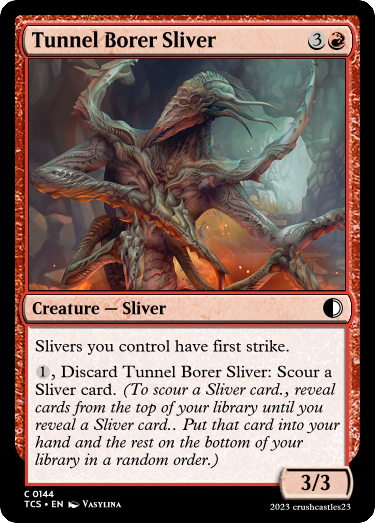 Tunnel Borer Sliver 3
Creature — Sliver
Slivers you control have first strike.
1, Discard Tunnel Borer Sliver: Scour a
Sliver card. (To scour a Sliver card., reveal
cards from the top of your library until you
reveal a Sliver card.. Put that card into your
hand and the rest on the bottom of your
library in a random order.)
3/3
C 0144
TCS • EN Vasylina
2023 crushcastles23